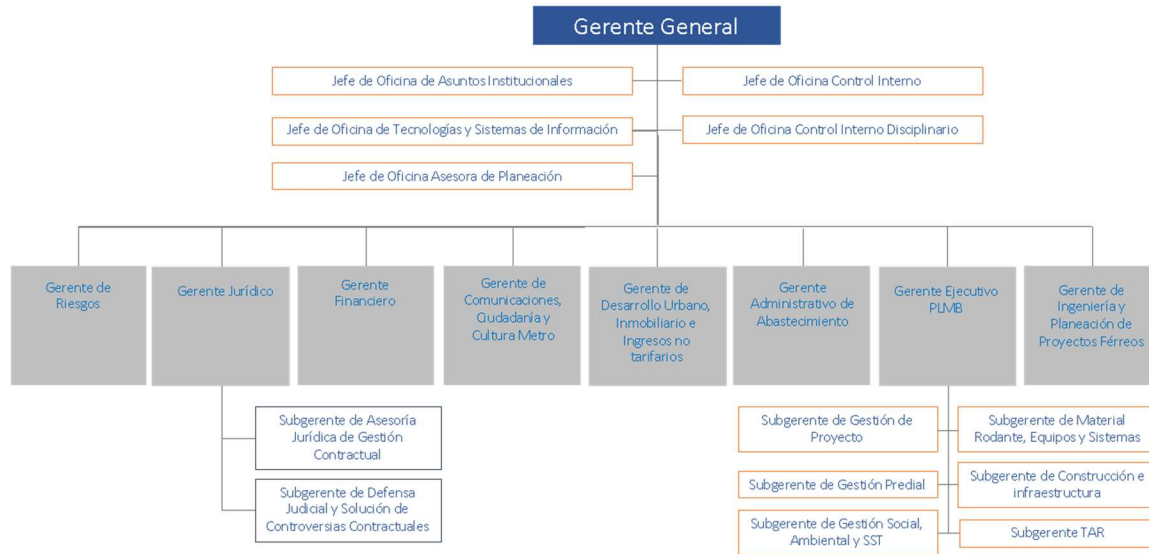 Gerente General
Jefe de Oficina de Asuntos Institucionales
Jefe de Oficina Control Interno
Jefe de Oficina de Tecnologías y Sistemas de Información
Jefe de Oficina Control Interno Disciplinario
Jefe de Oficina Asesora de Planeación
Gerente de
Riesgos
Gerente Jurídico
Gerente
Financiero
Gerente de
Comunicaciones,
Ciudadanía y
Cultura Metro
Gerente de
Desarrollo Urbano,
Inmobiliario e
Ingresos no
tarifarios
Gerente
Administrativo de
Abastecimiento
Gerente Ejecutivo
PLMB
Gerente de
Ingeniería y
Planeación de
Proyectos Férreos
Subgerente de Asesoría
Jurídica de Gestión
Contractual
Subgerente de Defensa
Judicial y Solución de
Controversias Contractuales
Subgerente de Gestión de
Proyecto
Subgerente de Material
Rodante, Equipos y Sistemas
Subgerente de Gestión Predial
Subgerente de Construcción e
infraestructura
Subgerente de Gestión Social,
Ambiental y SST
Subgerente TAR